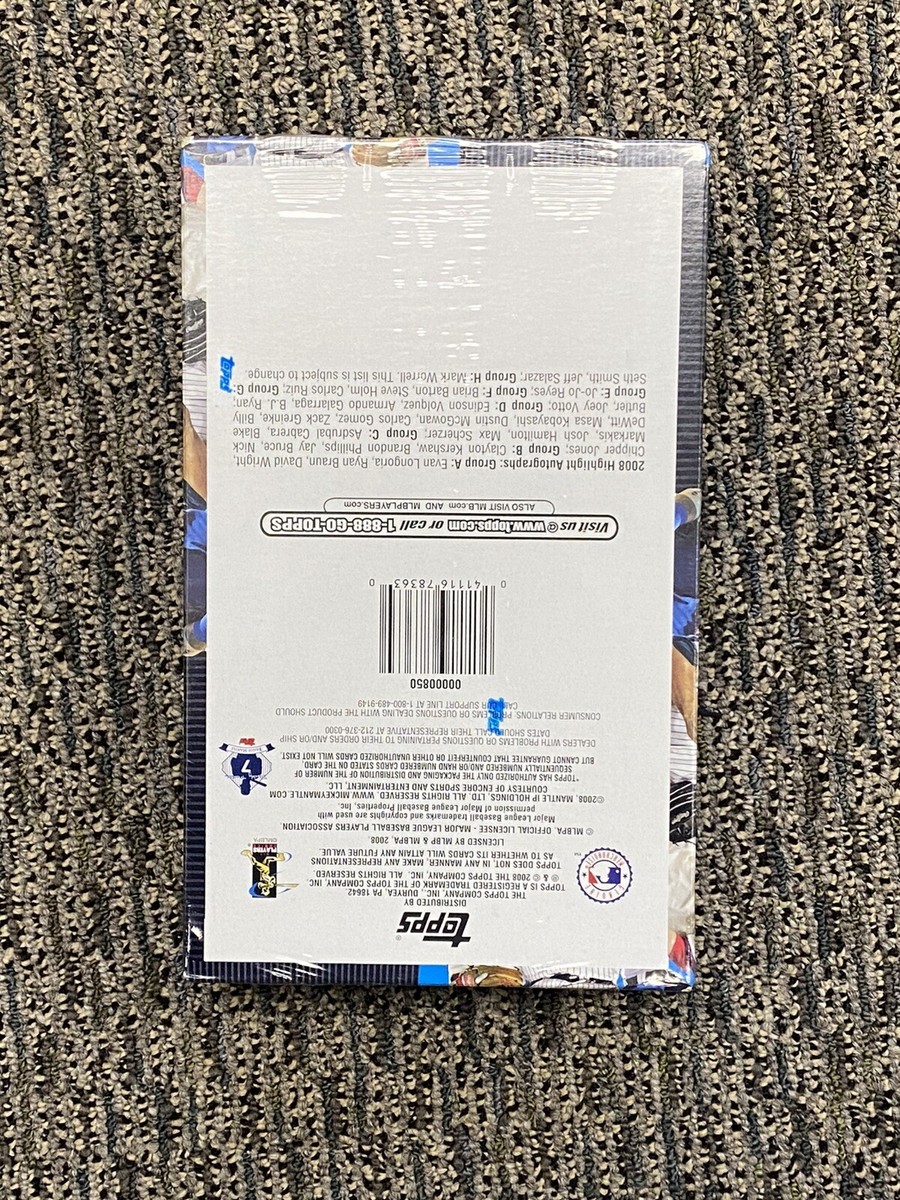 topps®
DISTRIBUTED BY
THE TOPPS COMPANY, INC., DURYEA, PA 18642
TOPPS IS A REGISTERED TRADEMARK OF THE TOPPS COMPANY, INC.
® & © 2008 THE TOPPS COMPANY, INC. ALL RIGHTS RESERVED.
TOPPS DOES NOT, IN ANY MANNER, MAKE ANY REPRESENTATIONS
AS TO WHETHER ITS CARDS WILL ATTAIN ANY FUTURE VALUE.
LICENSED BY MLB & MLBPA, 2008.
© MLBPA, OFFICIAL LICENSEE - MAJOR LEAGUE BASEBALL PLAYERS ASSOCIATION.
Major League Baseball trademarks and copyrights are used with
permission of Major League Baseball Properties, Inc.
©2008, MANTLE IP HOLDINGS, LTD. ALL RIGHTS RESERVED. WWW.MICKEYMANTLE.COM
COURTESY OF ENCORE SPORTS AND ENTERTAINMENT, LLC.
*TOPPS HAS AUTHORIZED ONLY THE PACKAGING AND DISTRIBUTION OF THE NUMBER OF
SEQUENTIALLY NUMBERED AND/OR HAND NUMBERED CARDS STATED ON THE CARD,
BUT CANNOT GUARANTEE THAT COUNTERFEIT OR OTHER UNAUTHORIZED CARDS WILL NOT EXIST.
7
DEALERS WITH PROBLEMS OR QUESTIONS PERTAINING TO THEIR ORDERS AND/OR SHIP
DATES SHOULD CALL THEIR REPRESENTATIVE AT 212-376-0300
CONSUMER RELATIONS, PROBLEMS OR QUESTIONS DEALING WITH THE PRODUCT SHOULD
CALL OUR SUPPORT LINE AT 1-800-489-9149
topps
00000850
0 41116 78363 0
Visit us @ www.topps.com or call 1-888-GO-TOPPS
ALSO VISIT MLB.com AND MLBPLAYERS.com
2008 Highlight Autographs: Group A: Evan Longoria, Ryan Braun, David Wright,
Chipper Jones; Group B: Clayton Kershaw, Brandon Phillips, Jay Bruce, Nick
Markakis, Josh Hamilton, Max Scherzer; Group C: Asdrubal Cabrera, Blake
DeWitt, Masa Kobayashi, Dustin McGowan, Carlos Gomez, Zack Greinke, Billy
Butler, Joey Votto; Group D: Edinson Volquez, Armando Galarraga, B.J. Ryan;
Group E: Jo-Jo Reyes; Group F: Brian Barton, Steve Holm, Carlos Ruiz; Group G:
Seth Smith, Jeff Salazar; Group H: Mark Worrell. This list is subject to change.
topps